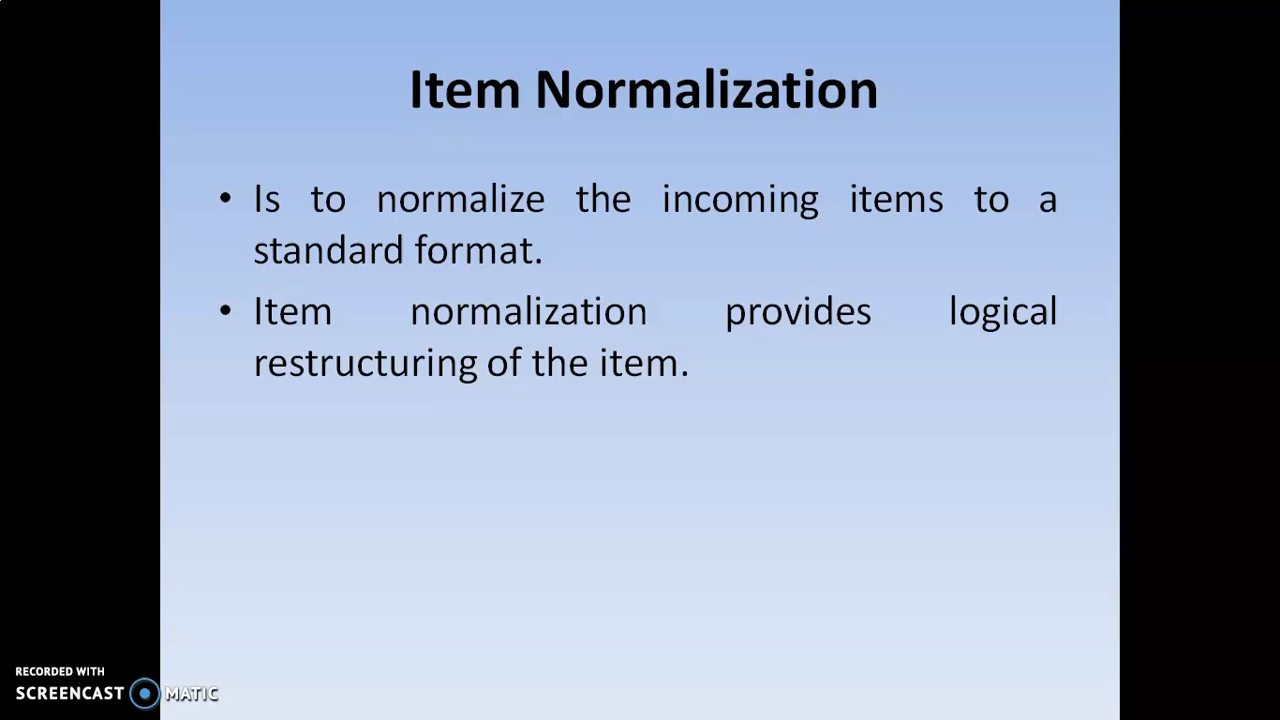 Item Normalization
• Is to normalize the incoming items to a
standard format.
• Item normalization provides logical
restructuring of the item.
RECORDED WITH
SCREENCAST MATIC